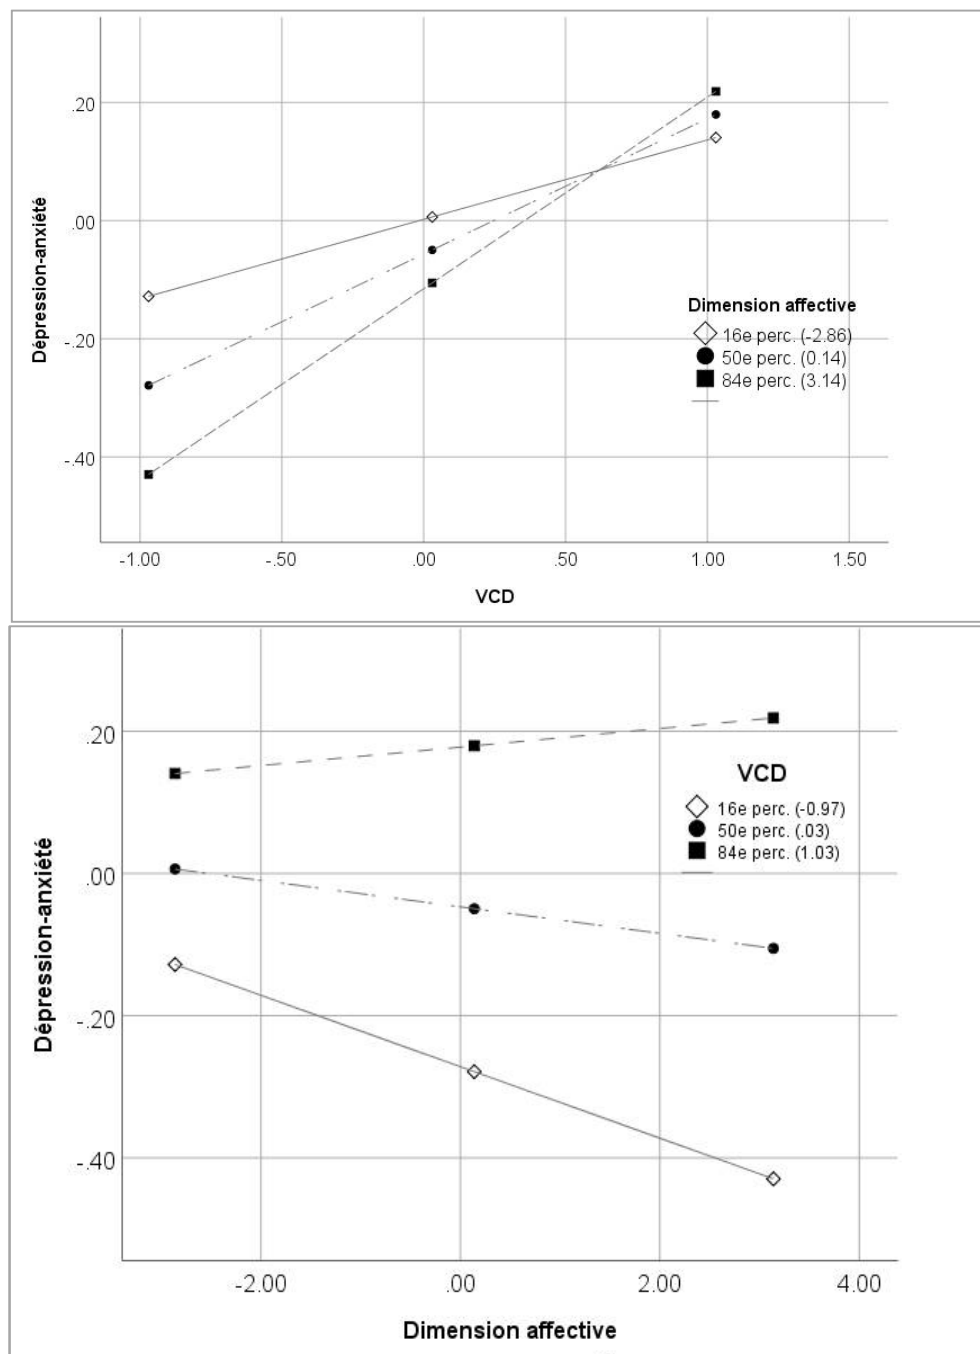 .20
.00
-.20
-.40
Dépression-anxiété
Dimension affective
16e perc. (-2.86)
50e perc. (0.14)
84e perc. (3.14)
-1.00 -.50 .00 .50 1.00 1.50
VCD
.20
.00
-.20
-.40
Dépression-anxiété
VCD
16e perc. (-0.97)
50e perc. (.03)
84e perc. (1.03)
-2.00 .00 2.00 4.00
Dimension affective